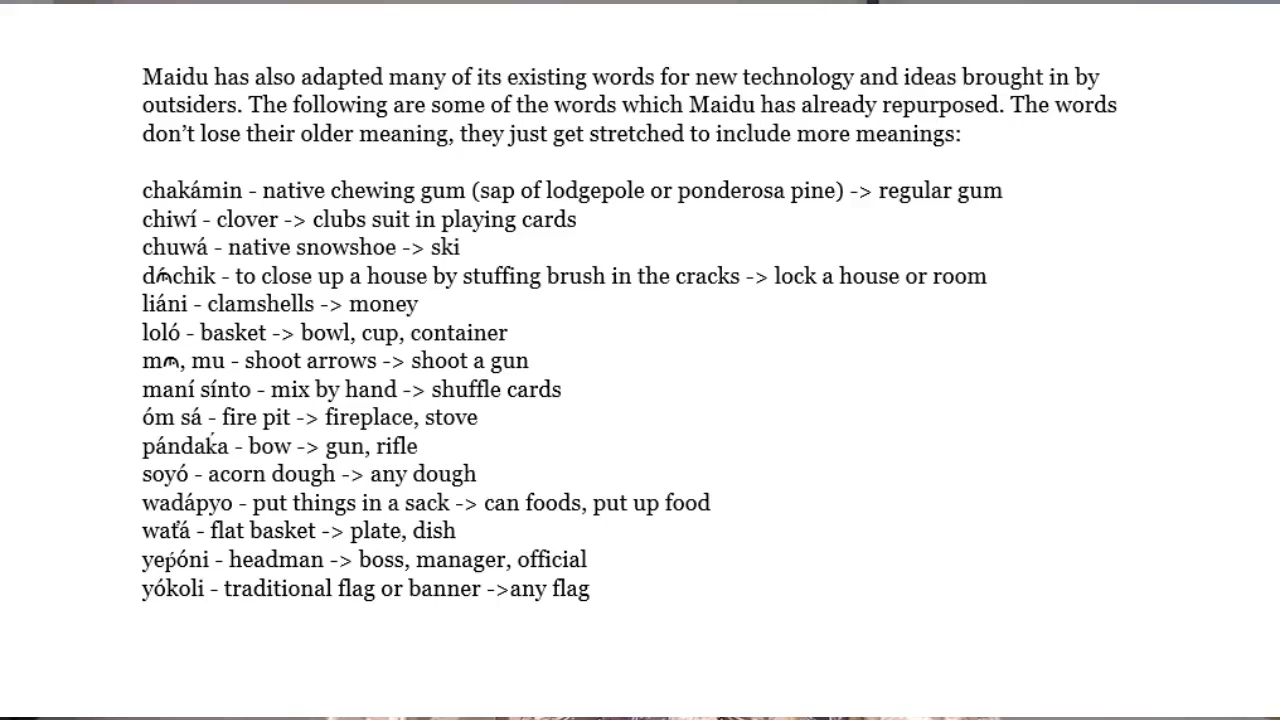 Maidu has also adapted many of its existing words for new technology and ideas brought in by
outsiders. The following are some of the words which Maidu has already repurposed. The words
don’t lose their older meaning, they just get stretched to include more meanings:
chakámin - native chewing gum (sap of lodgepole or ponderosa pine) -> regular gum
chiwí - clover -> clubs suit in playing cards
chuwá - native snowshoe -> ski
dḿchik - to close up a house by stuffing brush in the cracks -> lock a house or room
liáni - clamshells -> money
loló - basket -> bowl, cup, container
mm, mu - shoot arrows -> shoot a gun
maní sínto - mix by hand -> shuffle cards
óm sá - fire pit -> fireplace, stove
pándaḱa - bow -> gun, rifle
soyó - acorn dough -> any dough
wadápyo - put things in a sack -> can foods, put up food
wat́á - flat basket -> plate, dish
yeṕóni - headman -> boss, manager, official
yókoli - traditional flag or banner ->any flag